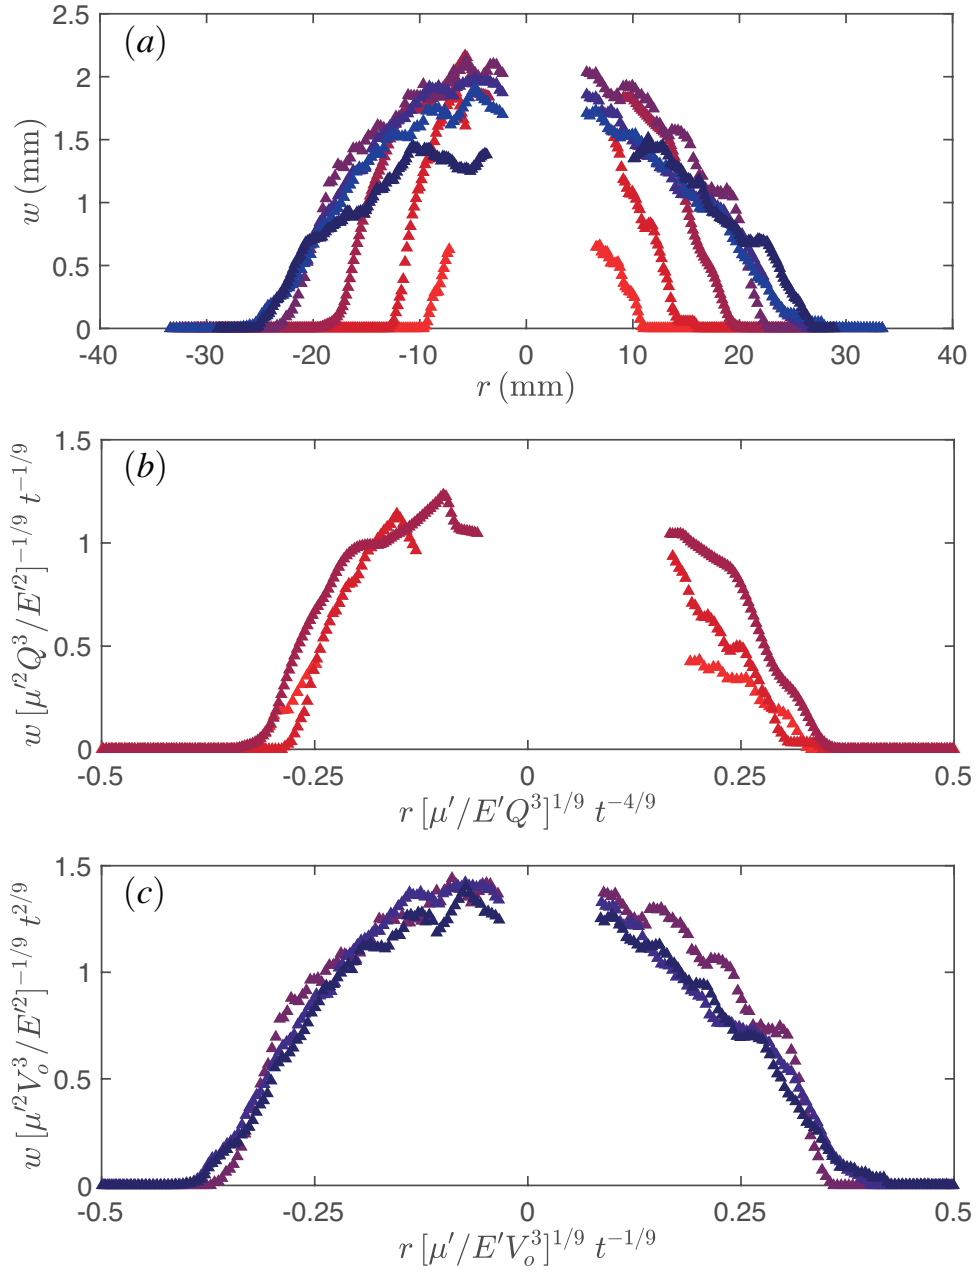 (a)
2.5
2
1.5
1
0.5
0
w (mm)
-40 -30 -20 -10 0 10 20 30 40
r (mm)
(b)
1.5
1
0.5
0
w [μ′²Q³/E′²]⁻¹/⁹ t⁻¹/⁹
-0.5 -0.25 0 0.25 0.5
r [μ′/E′Q³]¹/⁹ t⁻⁴/⁹
(c)
1.5
1
0.5
0
w [μ′²Vₒ³/E′²]⁻¹/⁹ t²/⁹
-0.5 -0.25 0 0.25 0.5
r [μ′/E′Vₒ³]¹/⁹ t⁻¹/⁹